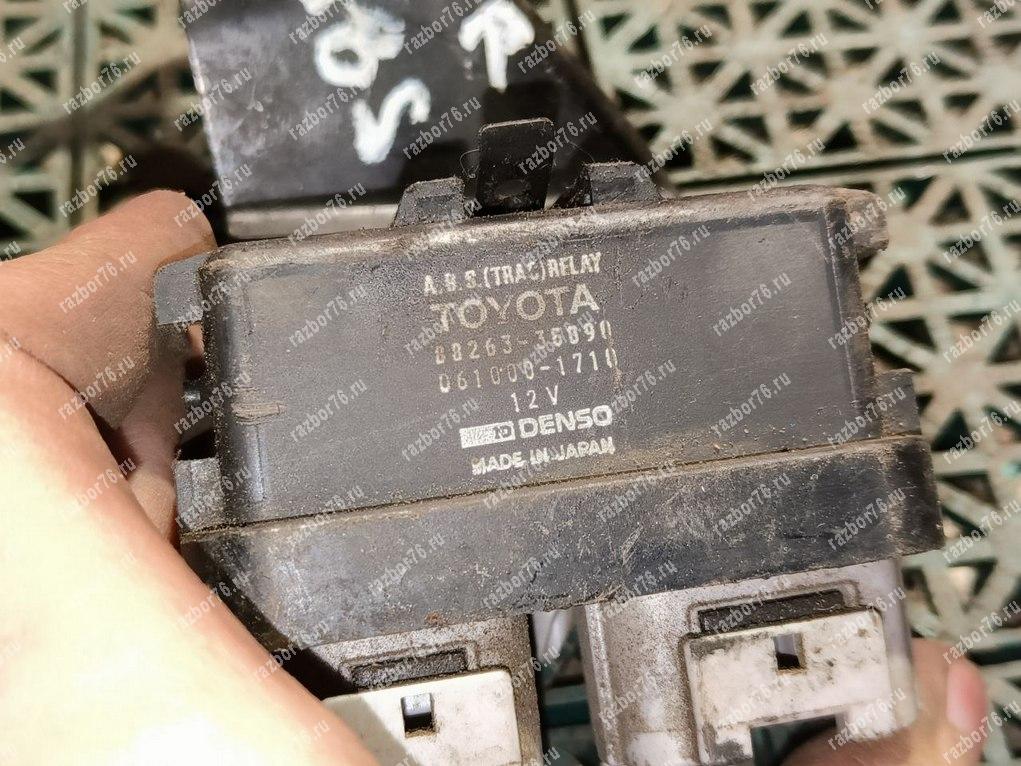 A.B.S.(TRAC)RELAY
TOYOTA
88263-35090
061000-1710
12V
DENSO
MADE IN JAPAN
razbor76.ru